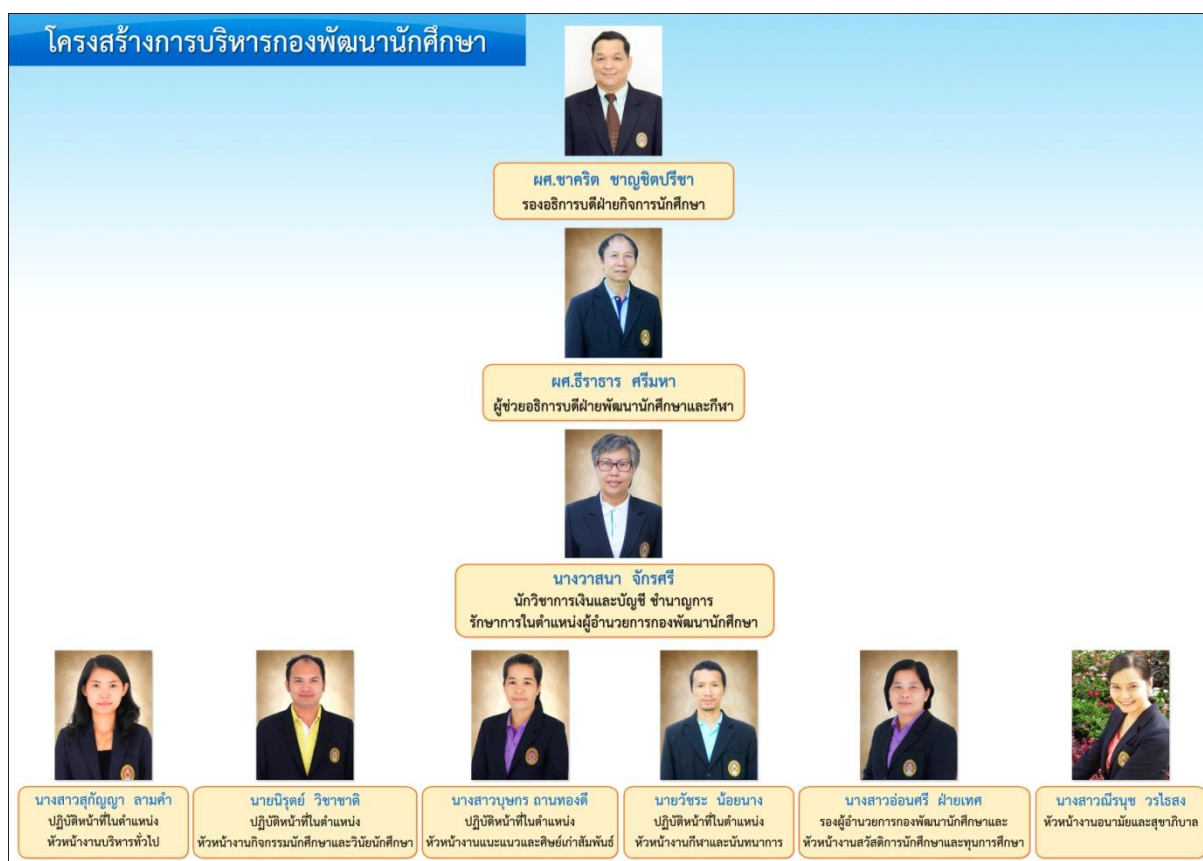 โครงสร้างการบริหารกองพัฒนานักศึกษา
ผศ.ชาคริต ชาญชิตปรีชา
รองอธิการบดีฝ่ายกิจการนักศึกษา
ผศ.ธีราธาร ศรีมหา
ผู้ช่วยอธิการบดีฝ่ายพัฒนานักศึกษาและกีฬา
นางวาสนา จักรศรี
นักวิชาการเงินและบัญชี ชำนาญการ
รักษาการในตำแหน่งผู้อำนวยการกองพัฒนานักศึกษา
นางสาวสุกัญญา ลามคำ
ปฏิบัติหน้าที่ในตำแหน่ง
หัวหน้างานบริหารทั่วไป
นายนิรุตย์ วิชาชาติ
ปฏิบัติหน้าที่ในตำแหน่ง
หัวหน้างานกิจกรรมนักศึกษาและวินัยนักศึกษา
นางสาวบุษกร ถานทองดี
ปฏิบัติหน้าที่ในตำแหน่ง
หัวหน้างานแนะแนวและศิษย์เก่าสัมพันธ์
นายวัชระ น้อยนาง
ปฏิบัติหน้าที่ในตำแหน่ง
หัวหน้างานกีฬาและนันทนาการ
นางสาวอ่อนศรี ฝ่ายเทศ
รองผู้อำนวยการกองพัฒนานักศึกษาและ
หัวหน้างานสวัสดิการนักศึกษาและทุนการศึกษา
นางสาวณีรนุช วรไธสง
หัวหน้างานอนามัยและสุขาภิบาล